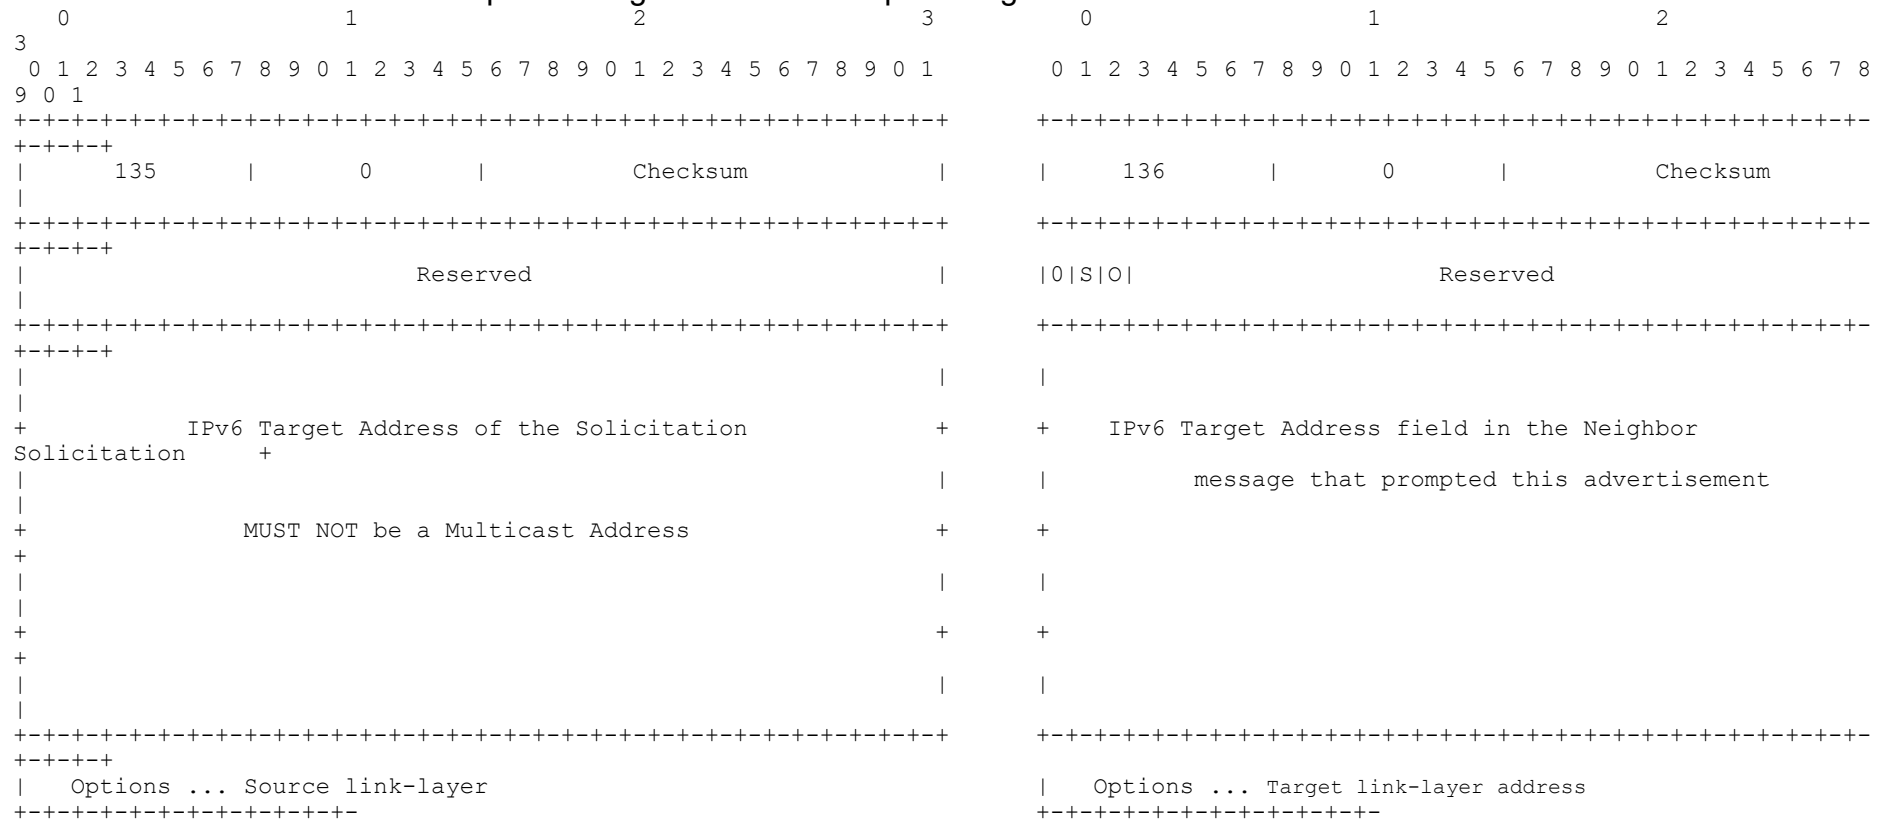 0 1 2 3 0 1 2
3
0 1 2 3 4 5 6 7 8 9 0 1 2 3 4 5 6 7 8 9 0 1 2 3 4 5 6 7 8 9 0 1 0 1 2 3 4 5 6 7 8 9 0 1 2 3 4 5 6 7 8 9 0 1 2 3 4 5 6 7 8
9 0 1
+-+-+-+-+-+-+-+-+-+-+-+-+-+-+-+-+-+-+-+-+-+-+-+-+-+-+-+-+-+-+-+-+ +-+-+-+-+-+-+-+-+-+-+-+-+-+-+-+-+-+-+-+-+-+-+-+-+-+-+-+-+-
+-+-+-+
| 135 | 0 | Checksum | | 136 | 0 | Checksum
|
+-+-+-+-+-+-+-+-+-+-+-+-+-+-+-+-+-+-+-+-+-+-+-+-+-+-+-+-+-+-+-+-+ +-+-+-+-+-+-+-+-+-+-+-+-+-+-+-+-+-+-+-+-+-+-+-+-+-+-+-+-+-
+-+-+-+
| Reserved | |0|S|O| Reserved
|
+-+-+-+-+-+-+-+-+-+-+-+-+-+-+-+-+-+-+-+-+-+-+-+-+-+-+-+-+-+-+-+-+ +-+-+-+-+-+-+-+-+-+-+-+-+-+-+-+-+-+-+-+-+-+-+-+-+-+-+-+-+-
+-+-+-+
| | |
|
+ IPv6 Target Address of the Solicitation + + IPv6 Target Address field in the Neighbor
Solicitation +
| | | message that prompted this advertisement
|
+ MUST NOT be a Multicast Address + +
+
| | |
|
+ + +
+
| | |
|
+-+-+-+-+-+-+-+-+-+-+-+-+-+-+-+-+-+-+-+-+-+-+-+-+-+-+-+-+-+-+-+-+ +-+-+-+-+-+-+-+-+-+-+-+-+-+-+-+-+-+-+-+-+-+-+-+-+-+-+-+-+-
+-+-+-+
| Options ... Source link-layer | Options ... Target link-layer address
+-+-+-+-+-+-+-+-+-+-+-+- +-+-+-+-+-+-+-+-+-+-+-+-